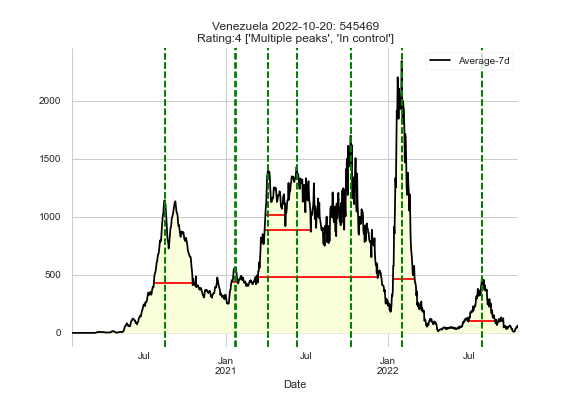 Venezuela 2022-10-20: 545469
Rating:4 ['Multiple peaks', 'In control']
Average-7d
2000
1500
1000
500
0
Jul
Jan
2021
Jul
Jan
2022
Jul
Date